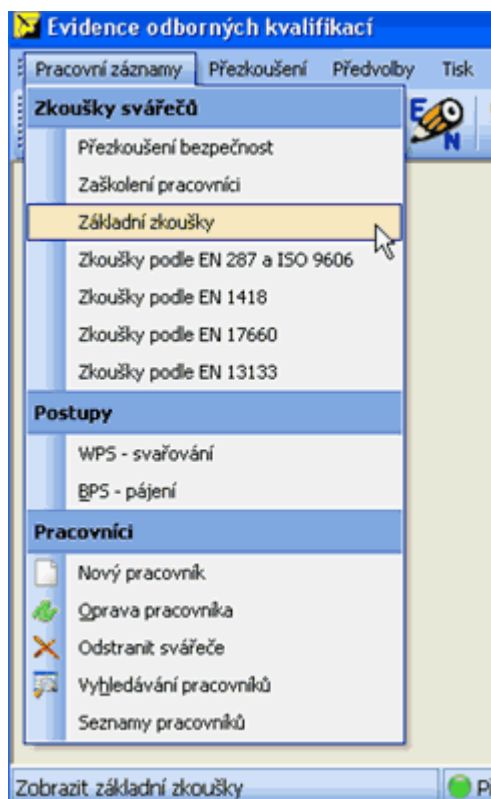 Evidence odborných kvalifikací
Pracovní záznamy Přezkoušení Předvolby Tisk
Zkoušky svářečů
E
N
Přezkoušení bezpečnost
Zaškolení pracovníci
Základní zkoušky
Zkoušky podle EN 287 a ISO 9606
Zkoušky podle EN 1418
Zkoušky podle EN 17660
Zkoušky podle EN 13133
Postupy
WPS - svařování
BPS - pájení
Pracovníci
Nový pracovník
Oprava pracovníka
Odstranit svářeče
Vyhledávání pracovníků
Seznamy pracovníků
Zobrazit základní zkoušky